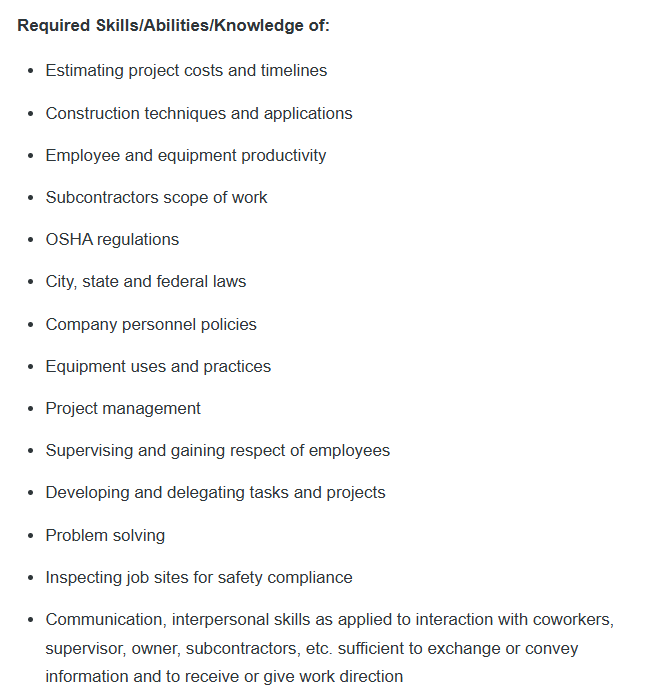 Required Skills/Abilities/Knowledge of:
• Estimating project costs and timelines
• Construction techniques and applications
• Employee and equipment productivity
• Subcontractors scope of work
• OSHA regulations
• City, state and federal laws
• Company personnel policies
• Equipment uses and practices
• Project management
• Supervising and gaining respect of employees
• Developing and delegating tasks and projects
• Problem solving
• Inspecting job sites for safety compliance
• Communication, interpersonal skills as applied to interaction with coworkers,
supervisor, owner, subcontractors, etc. sufficient to exchange or convey
information and to receive or give work direction